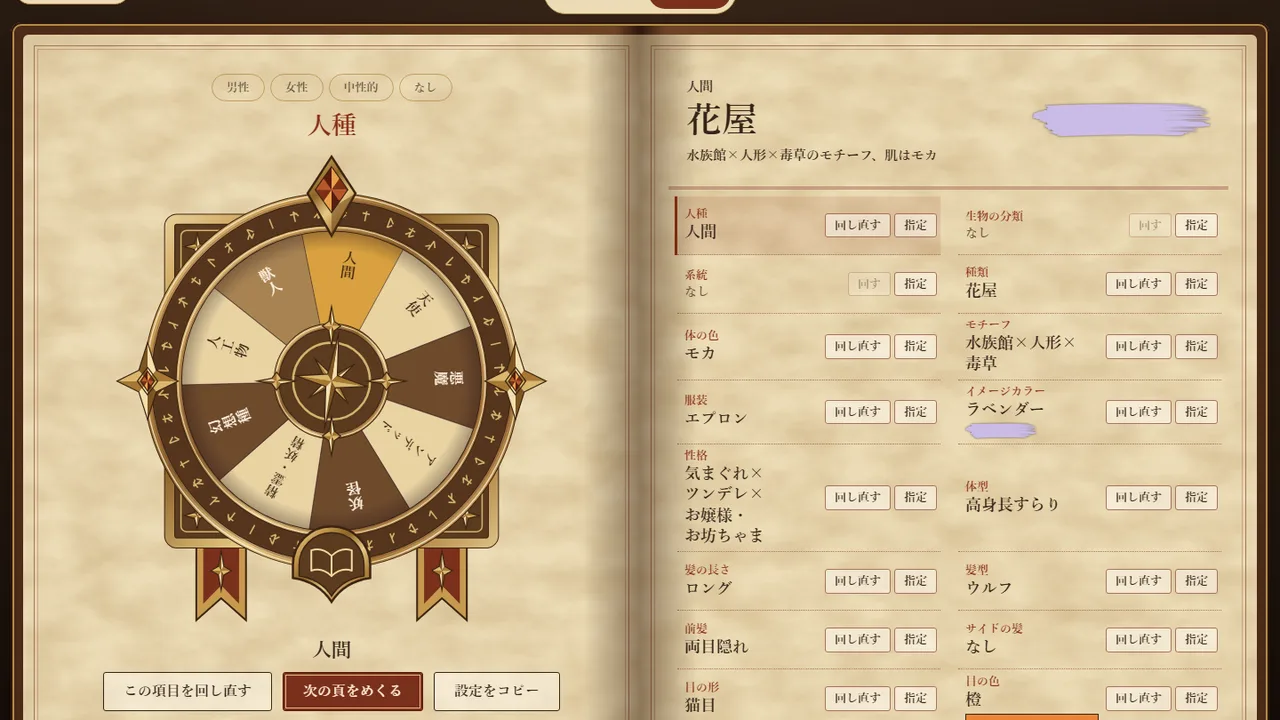 男性
女性
中性的
なし
人種
人間
天使
悪魔
アンデッド
妖怪
精霊・妖精
幻想種
人工物
獣人
人間
この項目を回し直す
次の頁をめくる
設定をコピー
人間
花屋
水族館×人形×毒草のモチーフ、肌はモカ
人種
人間
回し直す
指定
生物の分類
なし
回す
指定
系統
なし
回す
指定
種類
花屋
回し直す
指定
体の色
モカ
回し直す
指定
モチーフ
水族館×人形×
毒草
回し直す
指定
服装
エプロン
回し直す
指定
イメージカラー
ラベンダー
回し直す
指定
性格
気まぐれ×
ツンデレ×
お嬢様・
お坊ちゃま
回し直す
指定
体型
高身長すらり
回し直す
指定
髪の長さ
ロング
回し直す
指定
髪型
ウルフ
回し直す
指定
前髪
両目隠れ
回し直す
指定
サイドの髪
なし
回し直す
指定
目の形
猫目
回し直す
指定
目の色
橙
回し直す
指定